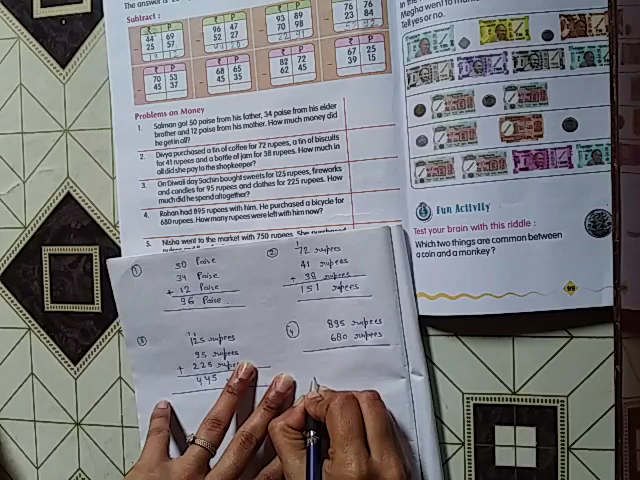 The answer is
Subtract :
₹ P
44 69
- 25 57
₹ P
96 47
- 52 27
₹ P
93 89
- 70 98
76 76
- 23 84
₹ P
70 53
- 45 37
₹ P
68 65
- 45 35
₹ P
82 72
- 62 45
₹ P
67 25
- 39 15
Problems on Money
1. Salman got 50 paise from his father, 34 paise from his elder
brother and 12 paise from his mother. How much money did
he get in all?
2. Divya purchased a tin of coffee for 72 rupees, a tin of biscuits
for 41 rupees and a bottle of jam for 38 rupees. How much in
all did she pay to the shopkeeper?
3. On Diwali day Sachin bought sweets for 125 rupees, fireworks
and candles for 95 rupees and clothes for 225 rupees. How
much did he spend altogether?
4. Rohan had 895 rupees with him. He purchased a bicycle for
680 rupees. How many rupees were left with him now?
5. Nisha went to the market with 750 rupees. She purchased
Megha went to
Tell yes or no.
Fun Activity
Test your brain with this riddle :
Which two things are common between
a coin and a monkey?
1
50 Paise
34 Paise
+ 12 Paise
96 Paise
2
1
72 rupees
41 rupees
+ 38 rupees
151 rupees
3
125 rupees
95 rupees
+ 225 rupees
445
4
895 rupees
680 rupees